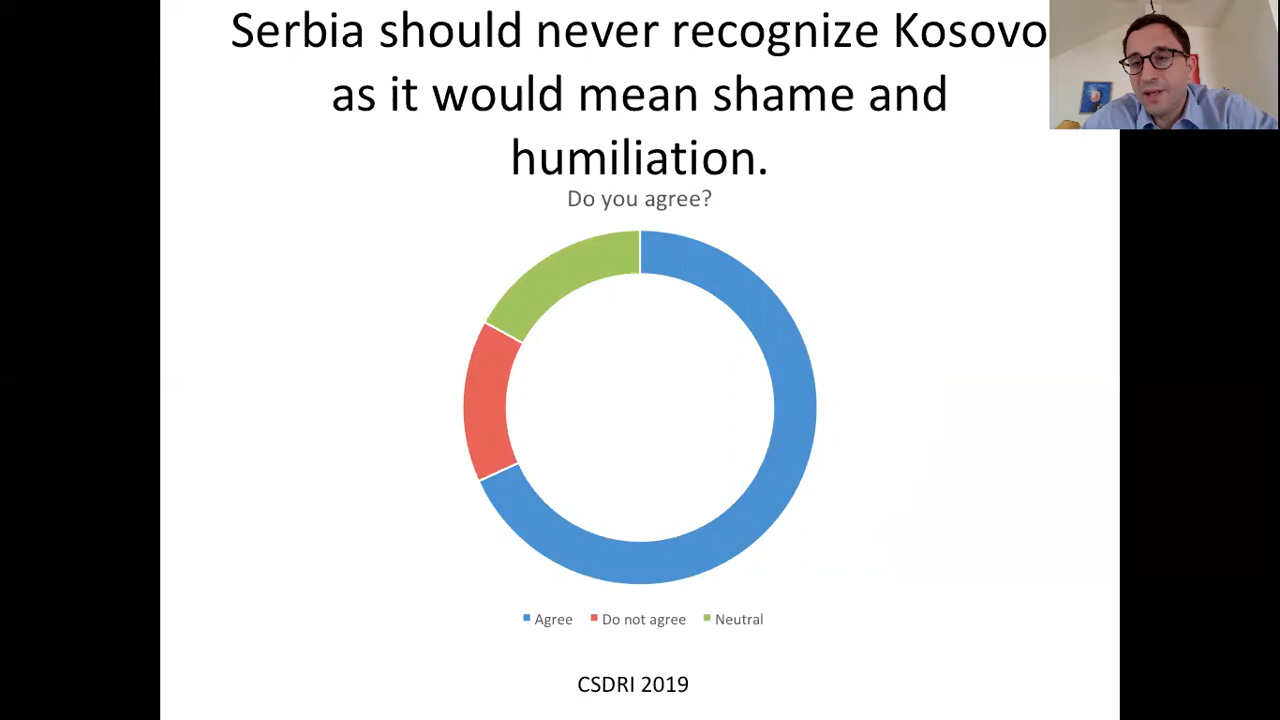 Serbia should never recognize Kosovo
as it would mean shame and
humiliation.
Do you agree?
Agree Do not agree Neutral
CSDRI 2019